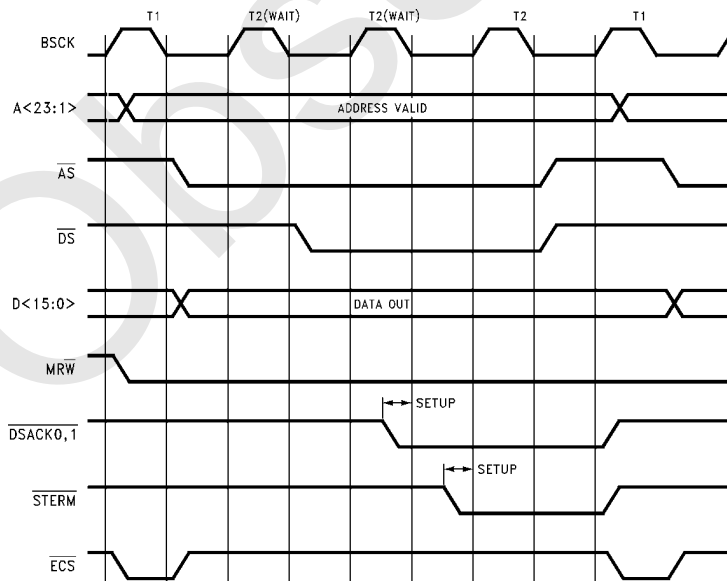 T1 T2(WAIT) T2(WAIT) T2 T1
BSCK
A<23:1> ADDRESS VALID
AS
DS
D<15:0> DATA OUT
MRW
SETUP
DSACK0,1
SETUP
STERM
ECS